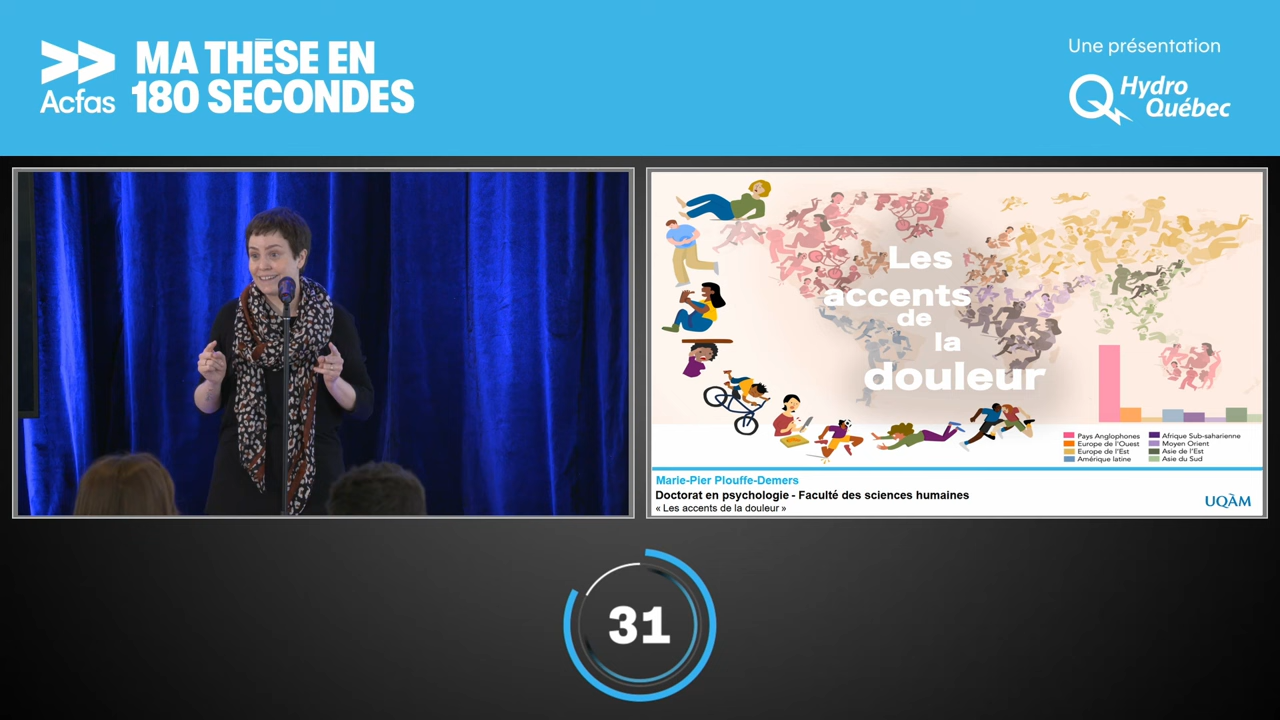 Acfas
MA THÈSE EN
180 SECONDES
Une présentation
Hydro
Québec
Les
accents
de
la
douleur
Pays Anglophones
Europe de l'Ouest
Europe de l'Est
Amérique latine
Afrique Sub-saharienne
Moyen Orient
Asie de l'Est
Asie du Sud
Marie-Pier Plouffe-Demers
Doctorat en psychologie - Faculté des sciences humaines
« Les accents de la douleur »
UQÀM
31